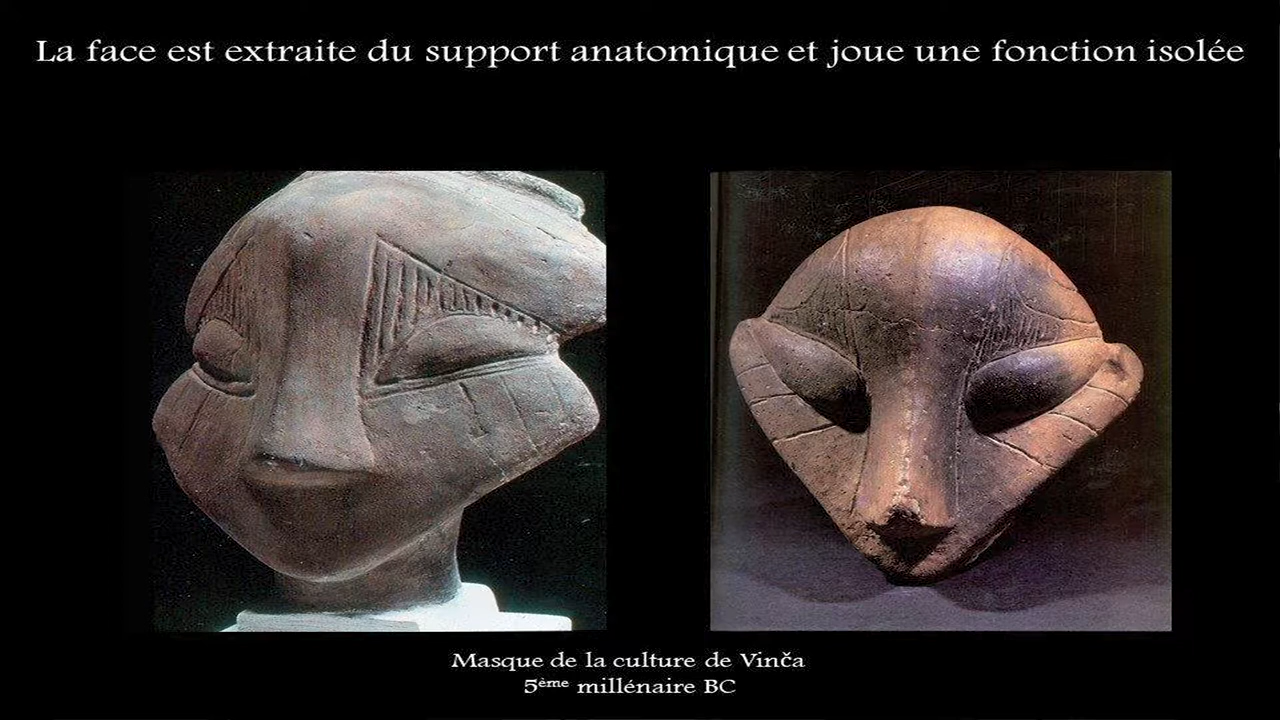 La face est extraite du support anatomique et joue une fonction isolée
Masque de la culture de Vinča
5ème millénaire BC